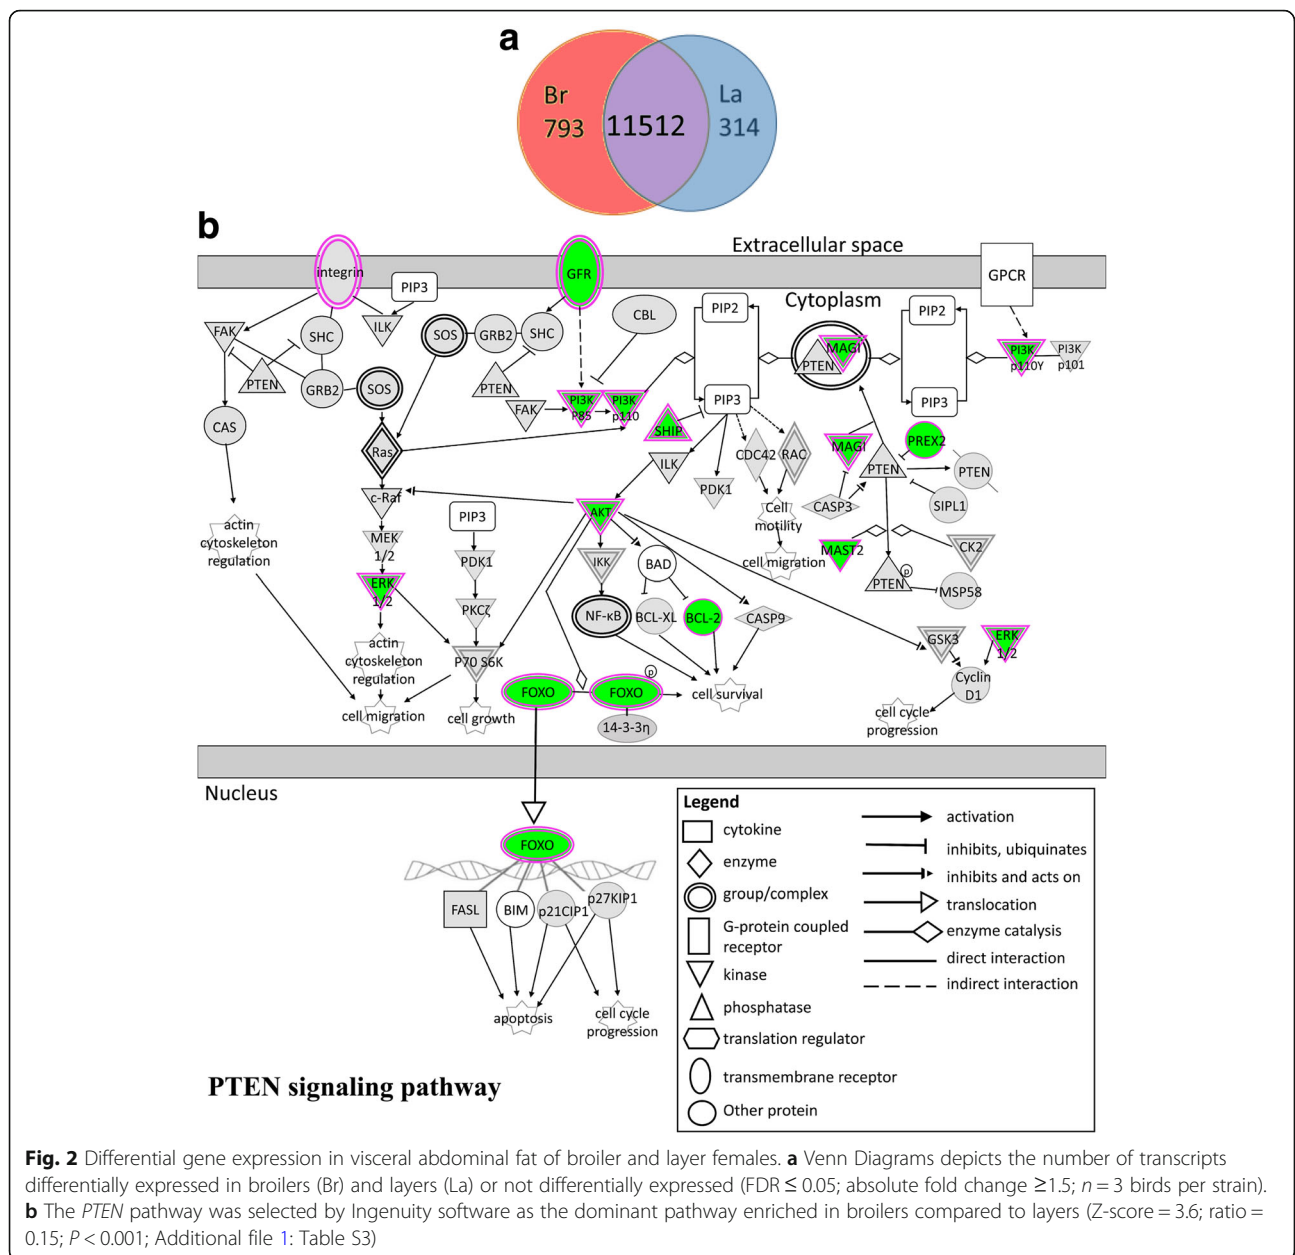 a
Br
793
11512
La
314
b
Extracellular space
integrin
PIP3
GFR
GPCR
Cytoplasm
FAK
SHC
ILK
SOS
GRB2
SHC
CBL
PIP2
PIP2
MAGI
PTEN
PI3K
p110Y
PI3K
p101
PTEN
GRB2
SOS
PTEN
FAK
PI3K
P85
PI3K
p110
PIP3
PIP3
CAS
Ras
SHIP
ILK
PDK1
CDC42
RAC
MAGI
PREX2
PTEN
PTEN
CASP3
SIPL1
c-Raf
PIP3
AKT
Cell
motility
actin
cytoskeleton
regulation
MEK
1/2
PDK1
IKK
BAD
cell migration
MAST2
CK2
PTEN
p
MSP58
ERK
1/2
PKCζ
NF-κB
BCL-XL
BCL-2
CASP9
GSK3
ERK
1/2
actin
cytoskeleton
regulation
P70 S6K
Cyclin
D1
FOXO
FOXO
p
cell survival
cell migration
cell growth
14-3-3η
cell cycle
progression
Nucleus
FOXO
FASL
BIM
p21CIP1
p27KIP1
apoptosis
cell cycle
progression
PTEN signaling pathway
Legend
cytokine
enzyme
group/complex
G-protein coupled
receptor
kinase
phosphatase
translation regulator
transmembrane receptor
Other protein
activation
inhibits, ubiquinates
inhibits and acts on
translocation
enzyme catalysis
direct interaction
indirect interaction
Fig. 2 Differential gene expression in visceral abdominal fat of broiler and layer females. a Venn Diagrams depicts the number of transcripts
differentially expressed in broilers (Br) and layers (La) or not differentially expressed (FDR ≤ 0.05; absolute fold change ≥1.5; n = 3 birds per strain).
b The PTEN pathway was selected by Ingenuity software as the dominant pathway enriched in broilers compared to layers (Z-score = 3.6; ratio =
0.15; P < 0.001; Additional file 1: Table S3)